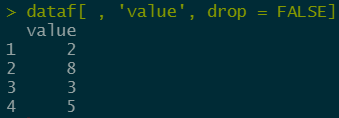 > dataf[ , 'value', drop = FALSE]
  value
1     2
2     8
3     3
4     5